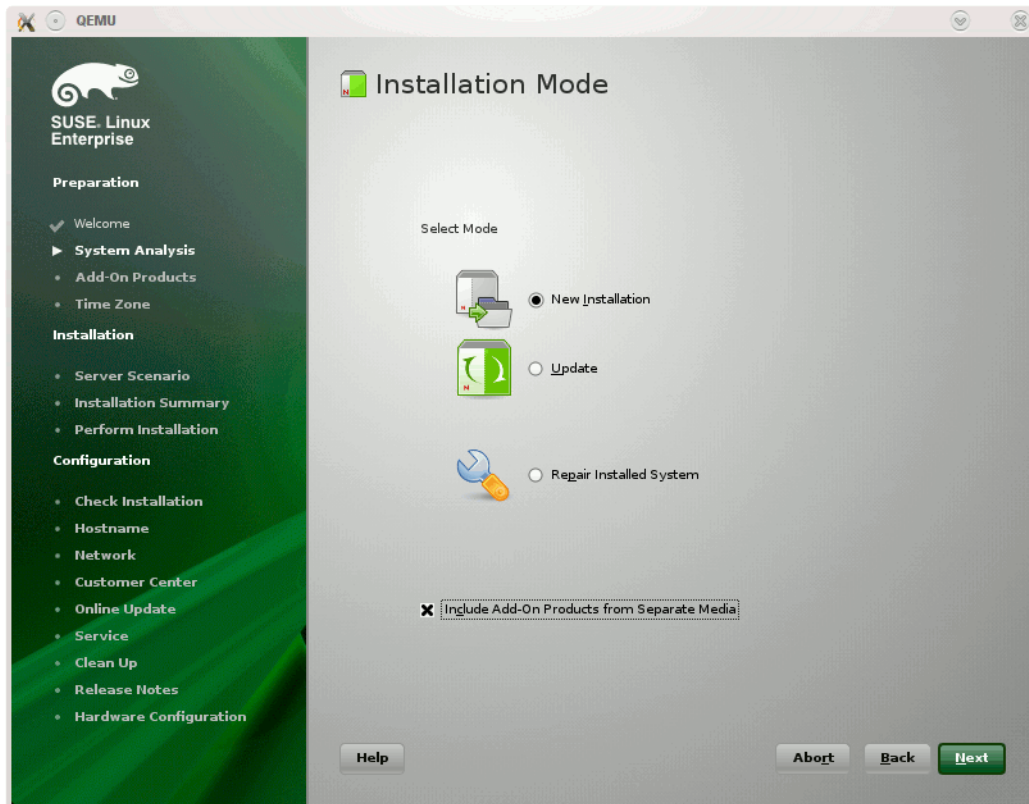 QEMU
SUSE. Linux
Enterprise
Preparation
Welcome
System Analysis
Add-On Products
Time Zone
Installation
Server Scenario
Installation Summary
Perform Installation
Configuration
Check Installation
Hostname
Network
Customer Center
Online Update
Service
Clean Up
Release Notes
Hardware Configuration
N
Installation Mode
Select Mode
N
New Installation
N
Update
Repair Installed System
Include Add-On Products from Separate Media
Help
Abort
Back
Next